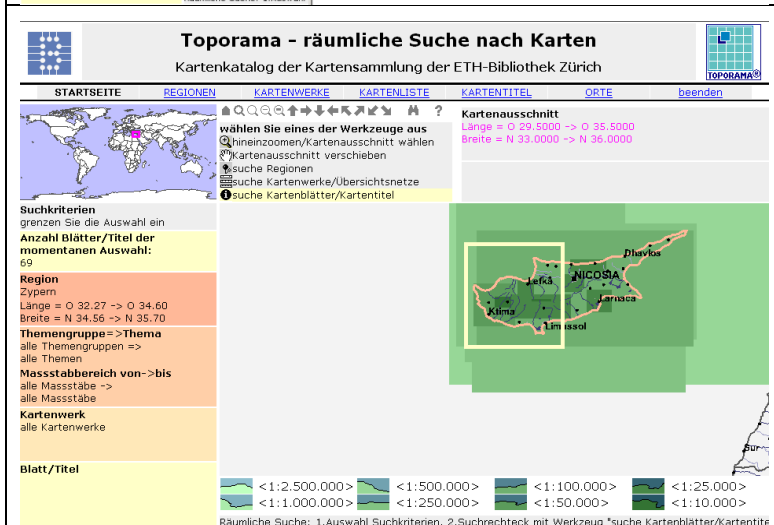 Toporama - räumliche Suche nach Karten
Kartenkatalog der Kartensammlung der ETH-Bibliothek Zürich
TOPORAMA®
STARTSEITE REGIONEN KARTENWERKE KARTENLISTE KARTENTITEL ORTE beenden
?
wählen Sie eines der Werkzeuge aus
hineinzoomen/Kartenausschnitt wählen
Kartenausschnitt verschieben
suche Regionen
suche Kartenwerke/Übersichtsnetze
suche Kartenblätter/Kartentitel
Kartenausschnitt
Länge = O 29.5000 -> O 35.5000
Breite = N 33.0000 -> N 36.0000
Suchkriterien
grenzen Sie die Auswahl ein
Anzahl Blätter/Titel der
momentanen Auswahl:
69
Region
Zypern
Länge = O 32.27 -> O 34.60
Breite = N 34.56 -> N 35.70
Themengruppe=>Thema
alle Themengruppen =>
alle Themen
Massstabbereich von->bis
alle Massstäbe ->
alle Massstäbe
Kartenwerk
alle Kartenwerke
Blatt/Titel
Dhavlos
Lefka
NICOSIA
Larnaca
Klima
Limassol
Sur
<1:2.500.000> <1:500.000> <1:100.000> <1:25.000>
<1:1.000.000> <1:250.000> <1:50.000> <1:10.000>
Räumliche Suche: 1.Auswahl Suchkriterien, 2.Suchrechteck mit Werkzeug "suche Kartenblätter/Kartentite